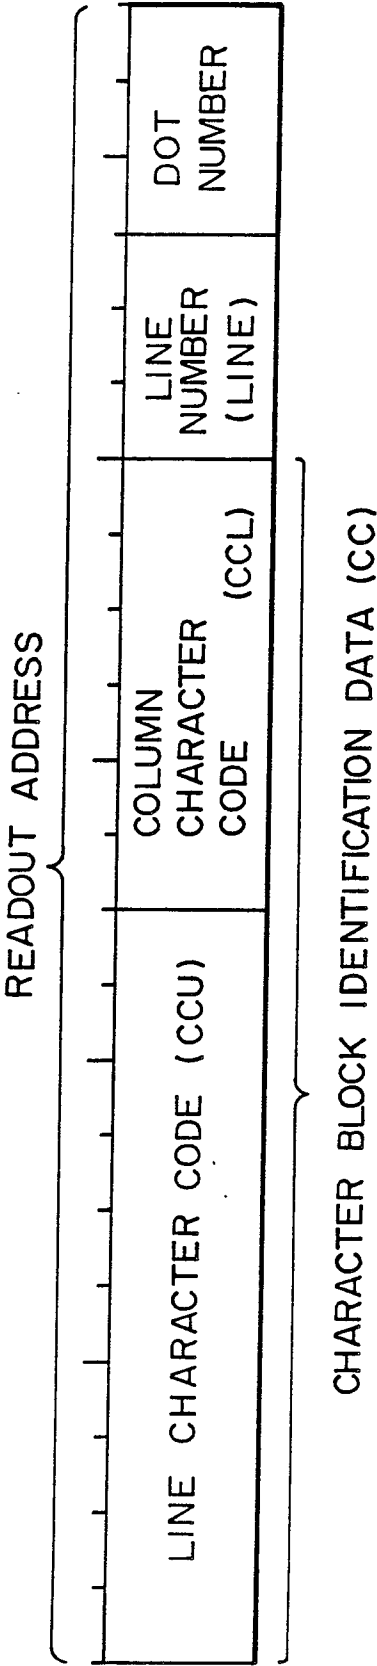 READOUT ADDRESS
LINE CHARACTER CODE (CCU)
COLUMN
CHARACTER
CODE (CCL)
LINE
NUMBER
(LINE)
DOT
NUMBER
CHARACTER BLOCK IDENTIFICATION DATA (CC)